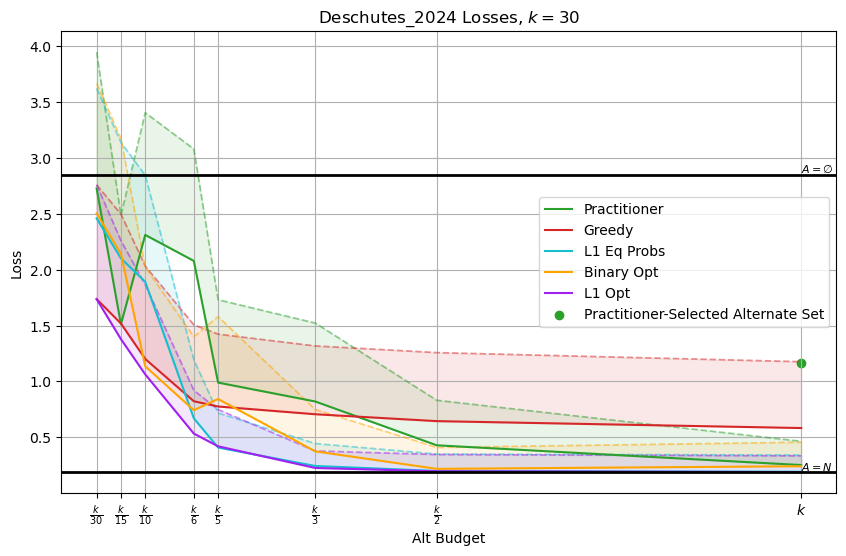 Deschutes_2024 Losses, k = 30
4.0
3.5
3.0
2.5
2.0
1.5
1.0
0.5
Loss
A = ∅
A = N
Practitioner
Greedy
L1 Eq Probs
Binary Opt
L1 Opt
Practitioner-Selected Alternate Set
k/30 k/15 k/10 k/6 k/5 k/3 k/2 k
Alt Budget